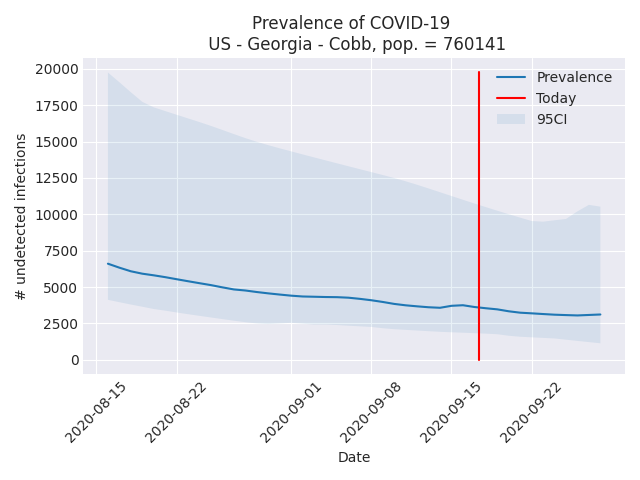 Prevalence of COVID-19
US - Georgia - Cobb, pop. = 760141
20000
17500
15000
12500
10000
7500
5000
2500
0
# undetected infections
Prevalence
Today
95CI
2020-08-15
2020-08-22
2020-09-01
2020-09-08
2020-09-15
2020-09-22
Date